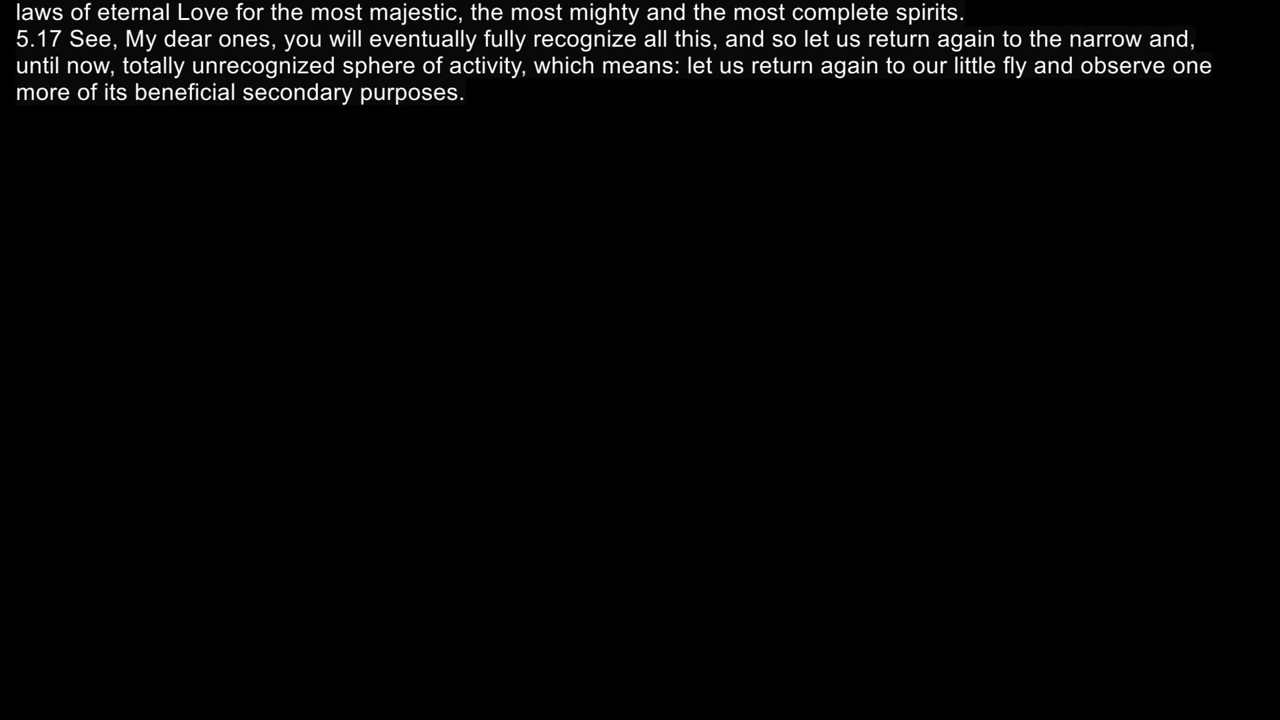 laws of eternal Love for the most majestic, the most mighty and the most complete spirits.
5.17 See, My dear ones, you will eventually fully recognize all this, and so let us return again to the narrow and,
until now, totally unrecognized sphere of activity, which means: let us return again to our little fly and observe one
more of its beneficial secondary purposes.